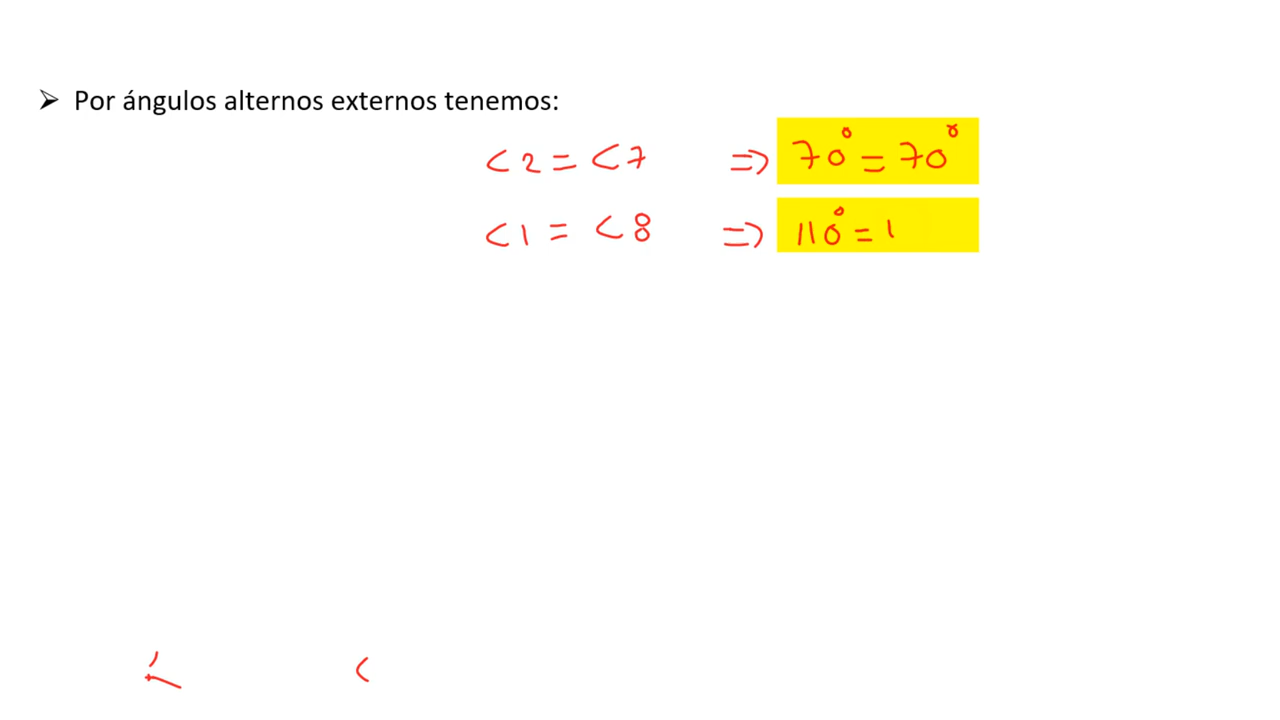 ➢ Por ángulos alternos externos tenemos:
<2 = <7 => 70° = 70°
<1 = <8 => 110° = 1
<